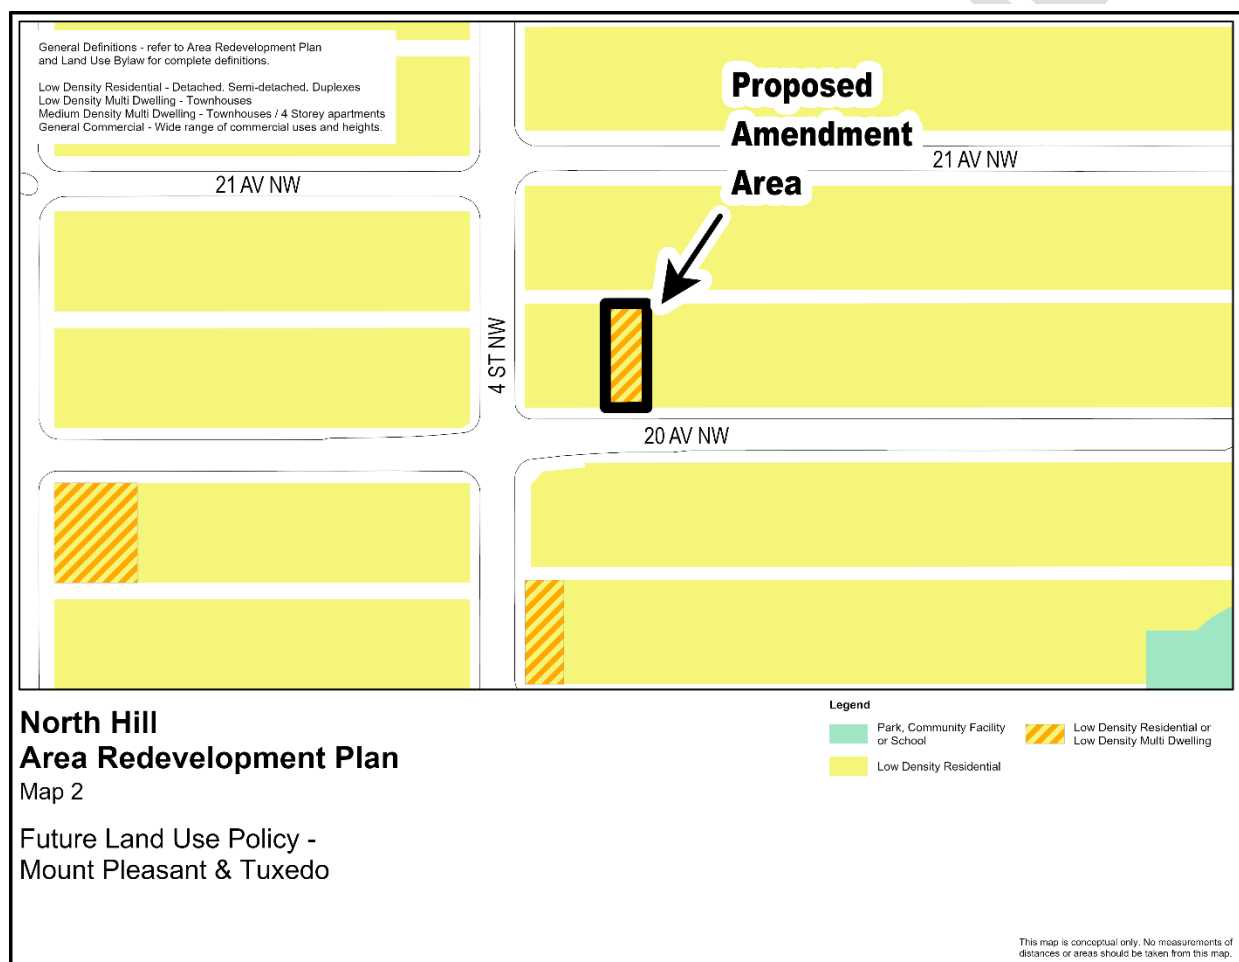 General Definitions - refer to Area Redevelopment Plan
and Land Use Bylaw for complete definitions.
Low Density Residential - Detached, Semi-detached, Duplexes
Low Density Multi Dwelling - Townhouses
Medium Density Multi Dwelling - Townhouses / 4 Storey apartments
General Commercial - Wide range of commercial uses and heights.
Proposed
Amendment
Area
21 AV NW
21 AV NW
4 ST NW
20 AV NW
North Hill
Area Redevelopment Plan
Map 2
Future Land Use Policy -
Mount Pleasant & Tuxedo
Legend
Park, Community Facility
or School
Low Density Residential
Low Density Residential or
Low Density Multi Dwelling
This map is conceptual only. No measurements of
distances or areas should be taken from this map.